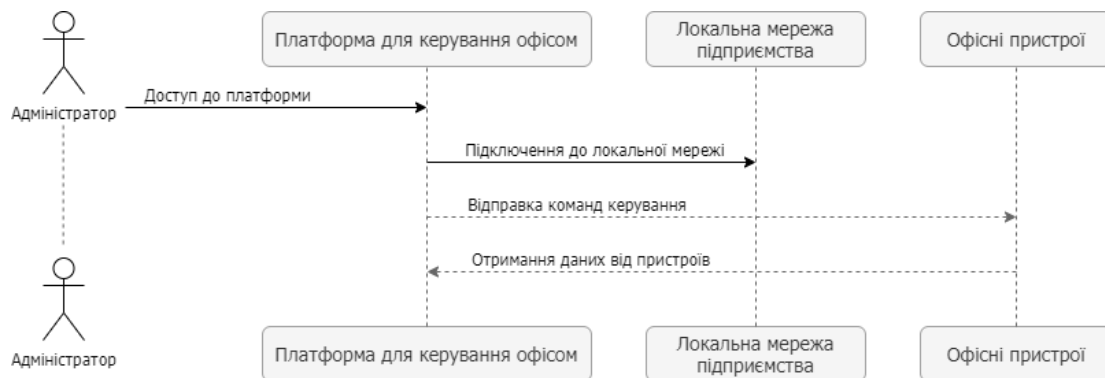 Платформа для керування офісом
Локальна мережа
підприємства
Офісні пристрої
Адміністратор
Доступ до платформи
Підключення до локальної мережі
Відправка команд керування
Отримання даних від пристроїв
Адміністратор
Платформа для керування офісом
Локальна мережа
підприємства
Офісні пристрої